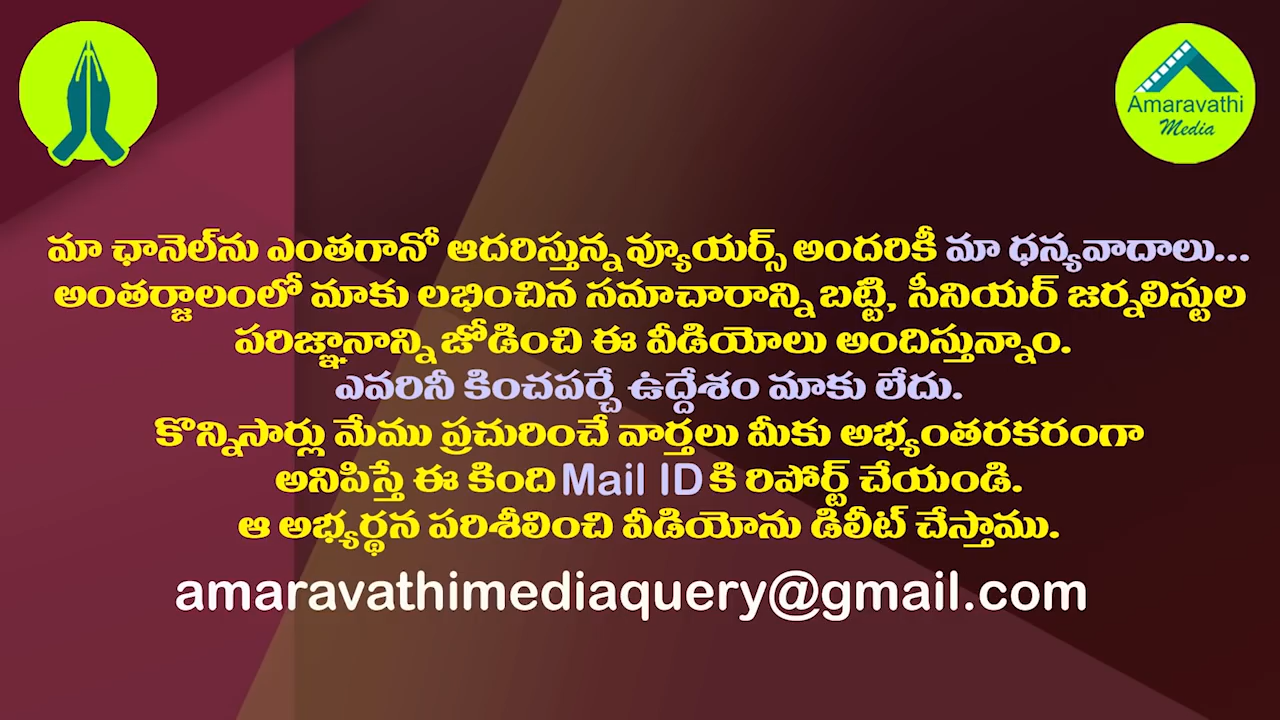 Amaravathi
Media
మా ఛానెల్‌ను ఎంతగానో ఆదరిస్తున్న వ్యూయర్స్ అందరికీ మా ధన్యవాదాలు...
అంతర్జాలంలో మాకు లభించిన సమాచారాన్ని బట్టి, సీనియర్ జర్నలిస్టుల
పరిజ్ఞానాన్ని జోడించి ఈ వీడియోలు అందిస్తున్నాం.
ఎవరినీ కించపర్చే ఉద్దేశం మాకు లేదు.
కొన్నిసార్లు మేము ప్రచురించే వార్తలు మీకు అభ్యంతరకరంగా
అనిపిస్తే ఈ కింది Mail ID కి రిపోర్ట్ చేయండి.
ఆ అభ్యర్థన పరిశీలించి వీడియోను డిలీట్ చేస్తాము.
amaravathimediaquery@gmail.com